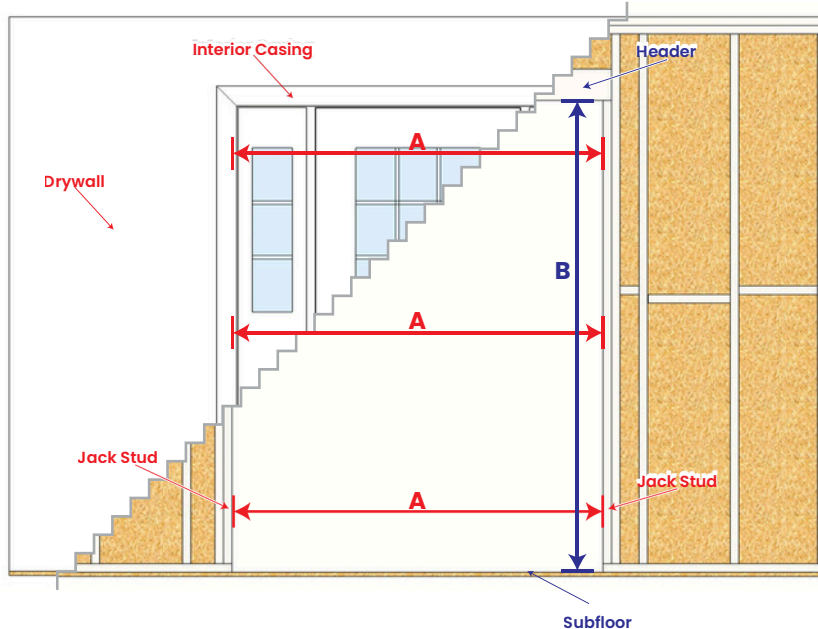 Interior Casing
Header
A
Drywall
B
A
Jack Stud
Jack Stud
A
Subfloor